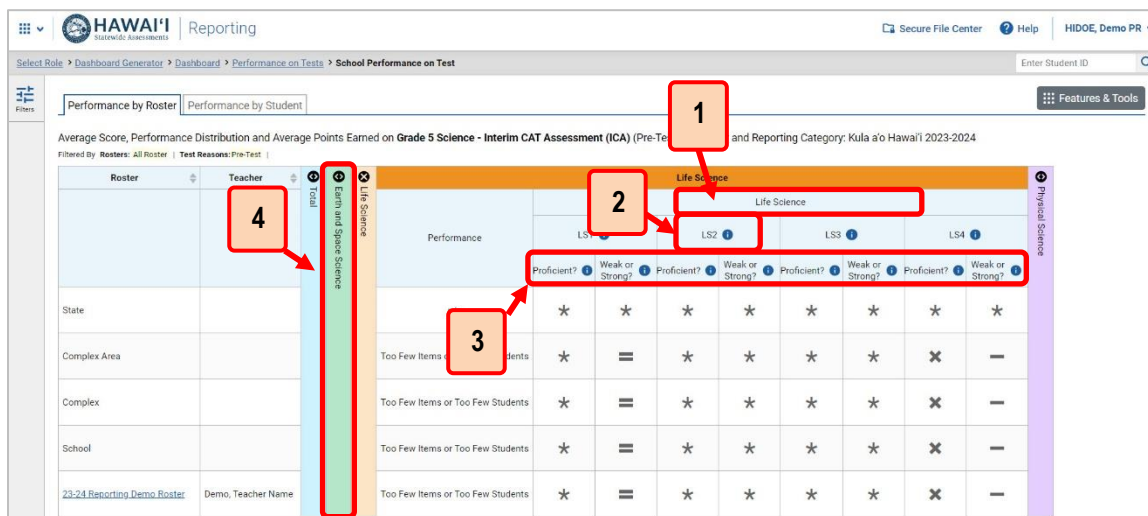 HAWAI'I
Statewide Assessments
Reporting
Secure File Center
Help
HIDOE, Demo PR
Select Role > Dashboard Generator > Dashboard > Performance on Tests > School Performance on Test
Enter Student ID
Filters
Performance by Roster
Performance by Student
Features & Tools
1
Average Score, Performance Distribution and Average Points Earned on Grade 5 Science - Interim CAT Assessment (ICA) (Pre- and Reporting Category: Kula a'o Hawai'i 2023-2024
Filtered By Rosters: All Roster | Test Reasons: Pre-Test |
Roster
Teacher
Total
Earth and Space Science
Life Science
Life Science
Physical Science
4
2
Life Science
Performance
LS1
LS2
LS3
LS4
Proficient? Weak or Strong? Proficient? Weak or Strong? Proficient? Weak or Strong? Proficient? Weak or Strong?
State
3
Complex Area
Too Few Items
Complex
Too Few Items or Too Few Students
School
Too Few Items or Too Few Students
23-24 Reporting Demo Roster
Demo, Teacher Name
Too Few Items or Too Few Students